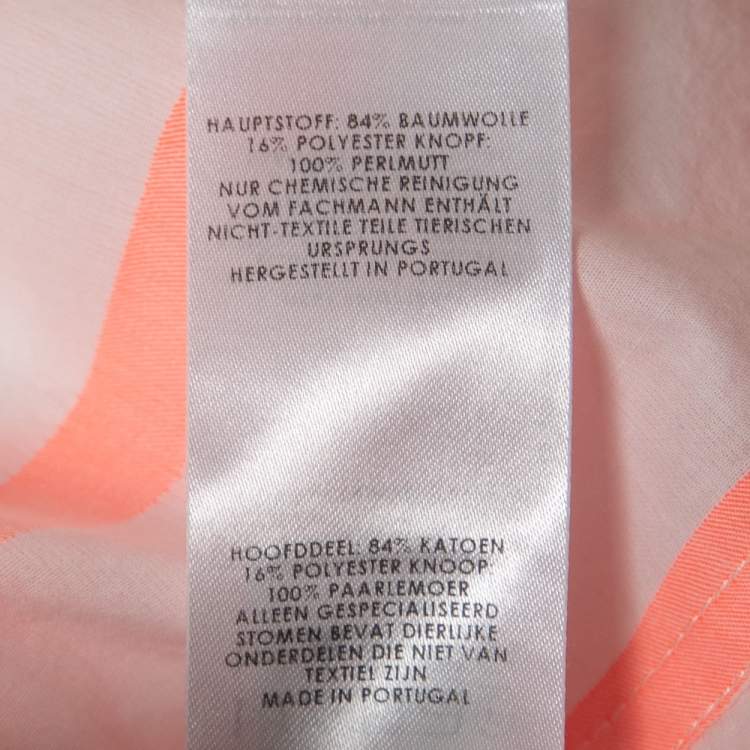 HAUPTSTOFF: 84% BAUMWOLLE
16% POLYESTER KNOPF:
100% PERLMUTT
NUR CHEMISCHE REINIGUNG
VOM FACHMANN ENTHÄLT
NICHT-TEXTILE TEILE TIERISCHEN
URSPRUNGS
HERGESTELLT IN PORTUGAL
HOOFDDEEL: 84% KATOEN
16% POLYESTER KNOOP:
100% PAARLEMOER
ALLEEN GESPECIALISEERD
STOMEN BEVAT DIERLIJKE
ONDERDELEN DIE NIET VAN
TEXTIEL ZIJN
MADE IN PORTUGAL